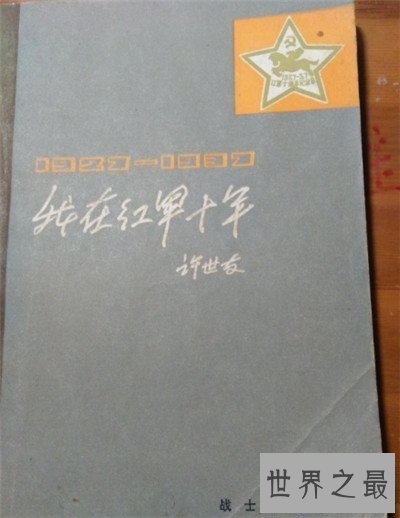 1927—1937
我在红军十年
许世友
战士
世界之最